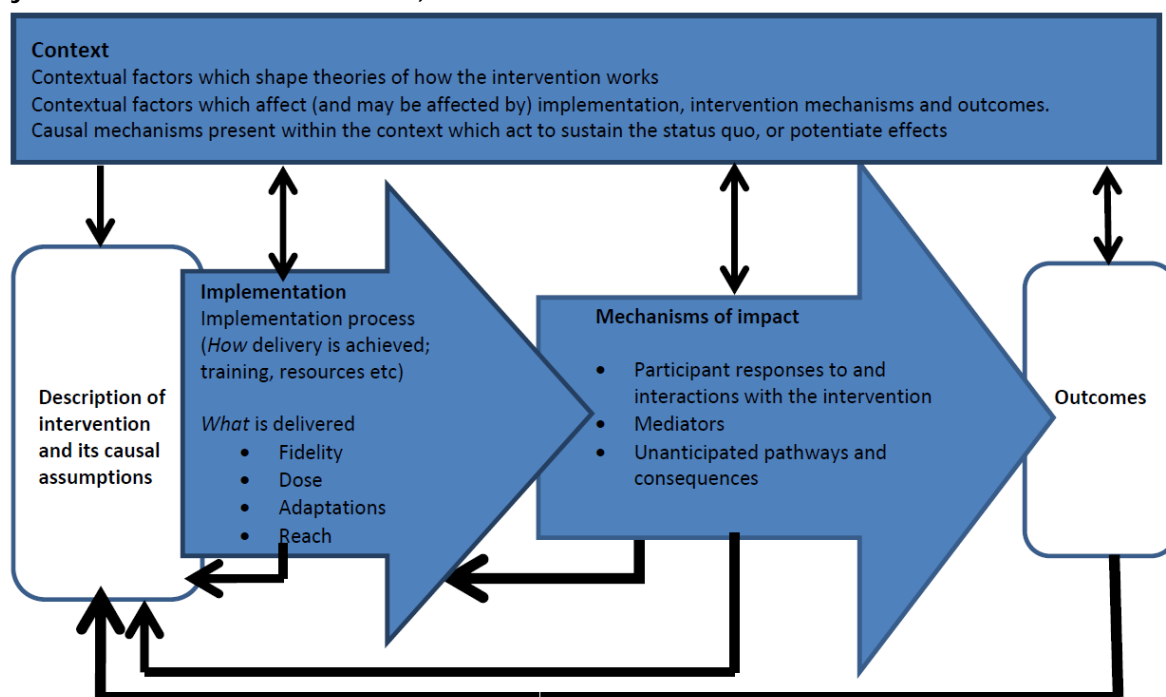 Context
Contextual factors which shape theories of how the intervention works
Contextual factors which affect (and may be affected by) implementation, intervention mechanisms and outcomes.
Causal mechanisms present within the context which act to sustain the status quo, or potentiate effects
Description of
intervention
and its causal
assumptions
Implementation
Implementation process
(How delivery is achieved;
training, resources etc)
What is delivered
• Fidelity
• Dose
• Adaptations
• Reach
Mechanisms of impact
• Participant responses to and
interactions with the intervention
• Mediators
• Unanticipated pathways and
consequences
Outcomes